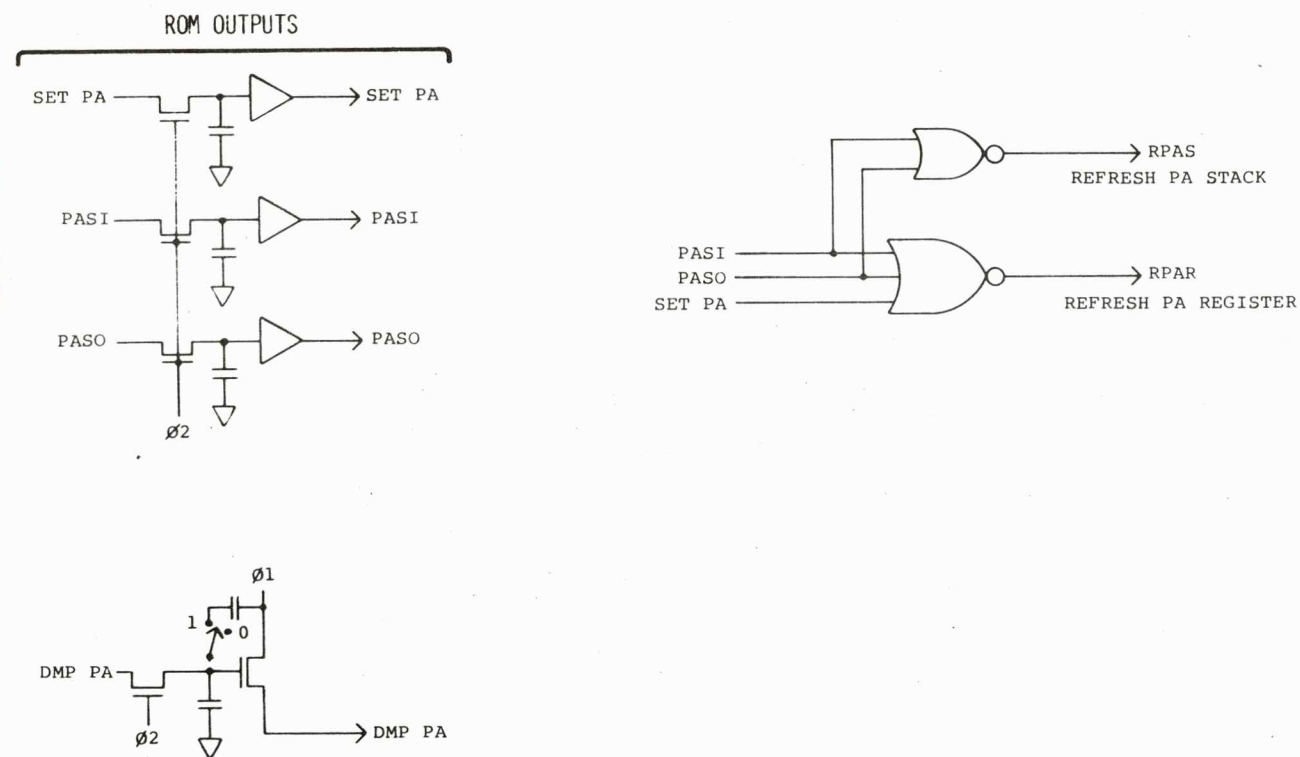 ROM OUTPUTS
SET PA
SET PA
PASI
PASI
PASO
PASO
Ø2
RPAS
REFRESH PA STACK
PASI
PASO
SET PA
RPAR
REFRESH PA REGISTER
Ø1
1
0
DMP PA
Ø2
DMP PA